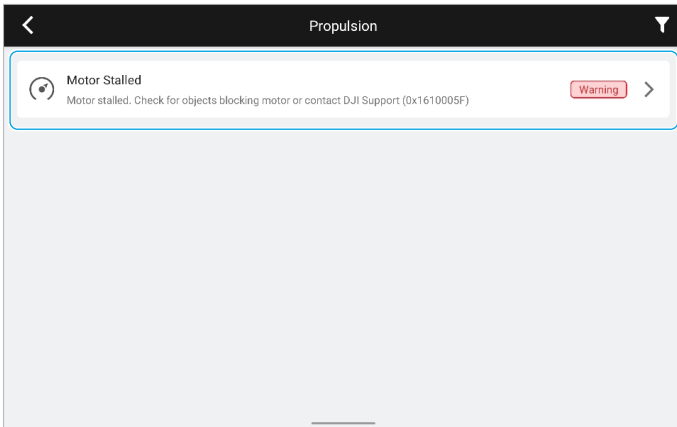 Propulsion
Motor Stalled
Motor stalled. Check for objects blocking motor or contact DJI Support (0x1610005F)
Warning